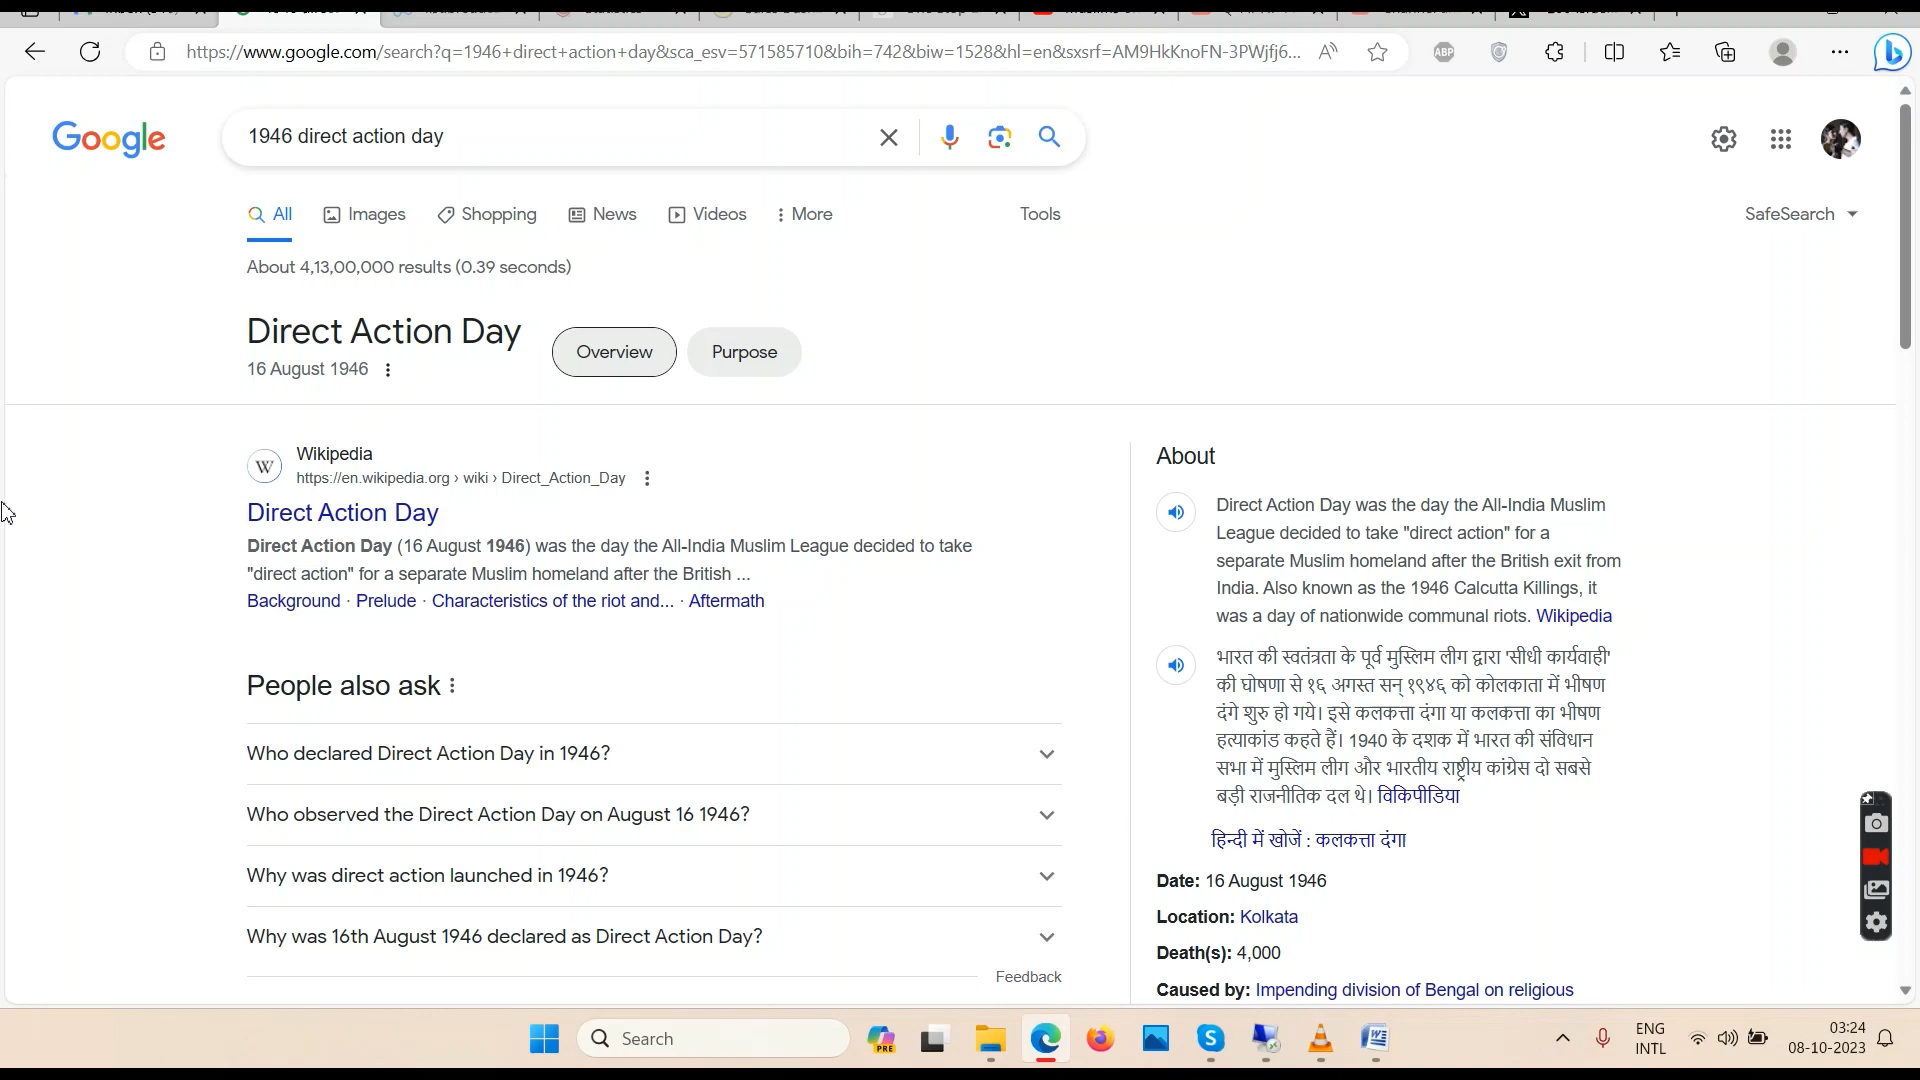 https://www.google.com/search?q=1946+direct+action+day&sca_esv=571585710&bih=742&biw=1528&hl=en&sxsrf=AM9HkKnoFN-3PWjfj6...
ABP
Google
1946 direct action day
All
Images
Shopping
News
Videos
More
Tools
SafeSearch
About 4,13,00,000 results (0.39 seconds)
Direct Action Day
16 August 1946
Overview
Purpose
W
Wikipedia
https://en.wikipedia.org › wiki › Direct_Action_Day
Direct Action Day
Direct Action Day (16 August 1946) was the day the All-India Muslim League decided to take
"direct action" for a separate Muslim homeland after the British ...
Background · Prelude · Characteristics of the riot and... · Aftermath
People also ask
Who declared Direct Action Day in 1946?
Who observed the Direct Action Day on August 16 1946?
Why was direct action launched in 1946?
Why was 16th August 1946 declared as Direct Action Day?
Feedback
About
Direct Action Day was the day the All-India Muslim
League decided to take "direct action" for a
separate Muslim homeland after the British exit from
India. Also known as the 1946 Calcutta Killings, it
was a day of nationwide communal riots. Wikipedia
भारत की स्वतंत्रता के पूर्व मुस्लिम लीग द्वारा 'सीधी कार्यवाही'
की घोषणा से १६ अगस्त सन् १९४६ को कोलकाता में भीषण
दंगे शुरु हो गये। इसे कलकत्ता दंगा या कलकत्ता का भीषण
हत्याकांड कहते हैं। 1940 के दशक में भारत की संविधान
सभा में मुस्लिम लीग और भारतीय राष्ट्रीय कांग्रेस दो सबसे
बड़ी राजनीतिक दल थे। विकिपीडिया
हिन्दी में खोजें : कलकत्ता दंगा
Date: 16 August 1946
Location: Kolkata
Death(s): 4,000
Caused by: Impending division of Bengal on religious
Search
PRE
ENG
INTL
03:24
08-10-2023